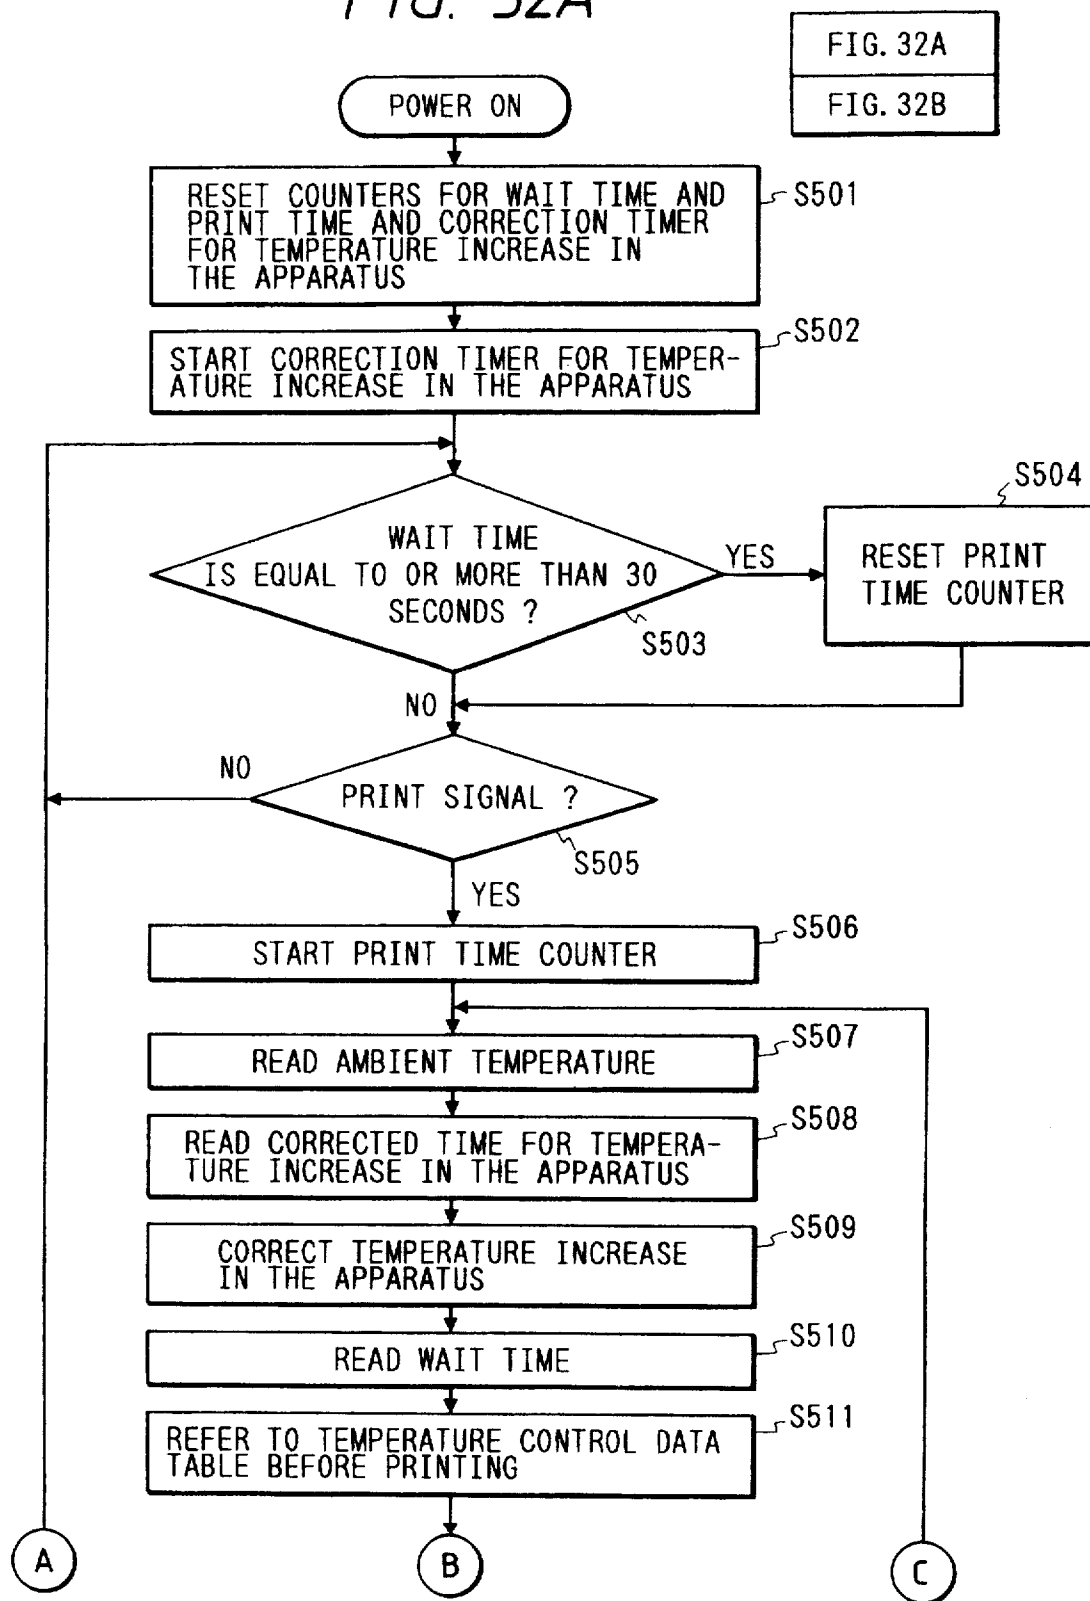 FIG. 32A
FIG. 32A
FIG. 32B
POWER ON
RESET COUNTERS FOR WAIT TIME AND
PRINT TIME AND CORRECTION TIMER
FOR TEMPERATURE INCREASE IN
THE APPARATUS
S501
START CORRECTION TIMER FOR TEMPER-
ATURE INCREASE IN THE APPARATUS
S502
WAIT TIME
IS EQUAL TO OR MORE THAN 30
SECONDS ?
S503
YES
S504
RESET PRINT
TIME COUNTER
NO
PRINT SIGNAL ?
S505
NO
YES
START PRINT TIME COUNTER
S506
READ AMBIENT TEMPERATURE
S507
READ CORRECTED TIME FOR TEMPERA-
TURE INCREASE IN THE APPARATUS
S508
CORRECT TEMPERATURE INCREASE
IN THE APPARATUS
S509
READ WAIT TIME
S510
REFER TO TEMPERATURE CONTROL DATA
TABLE BEFORE PRINTING
S511
A
B
C